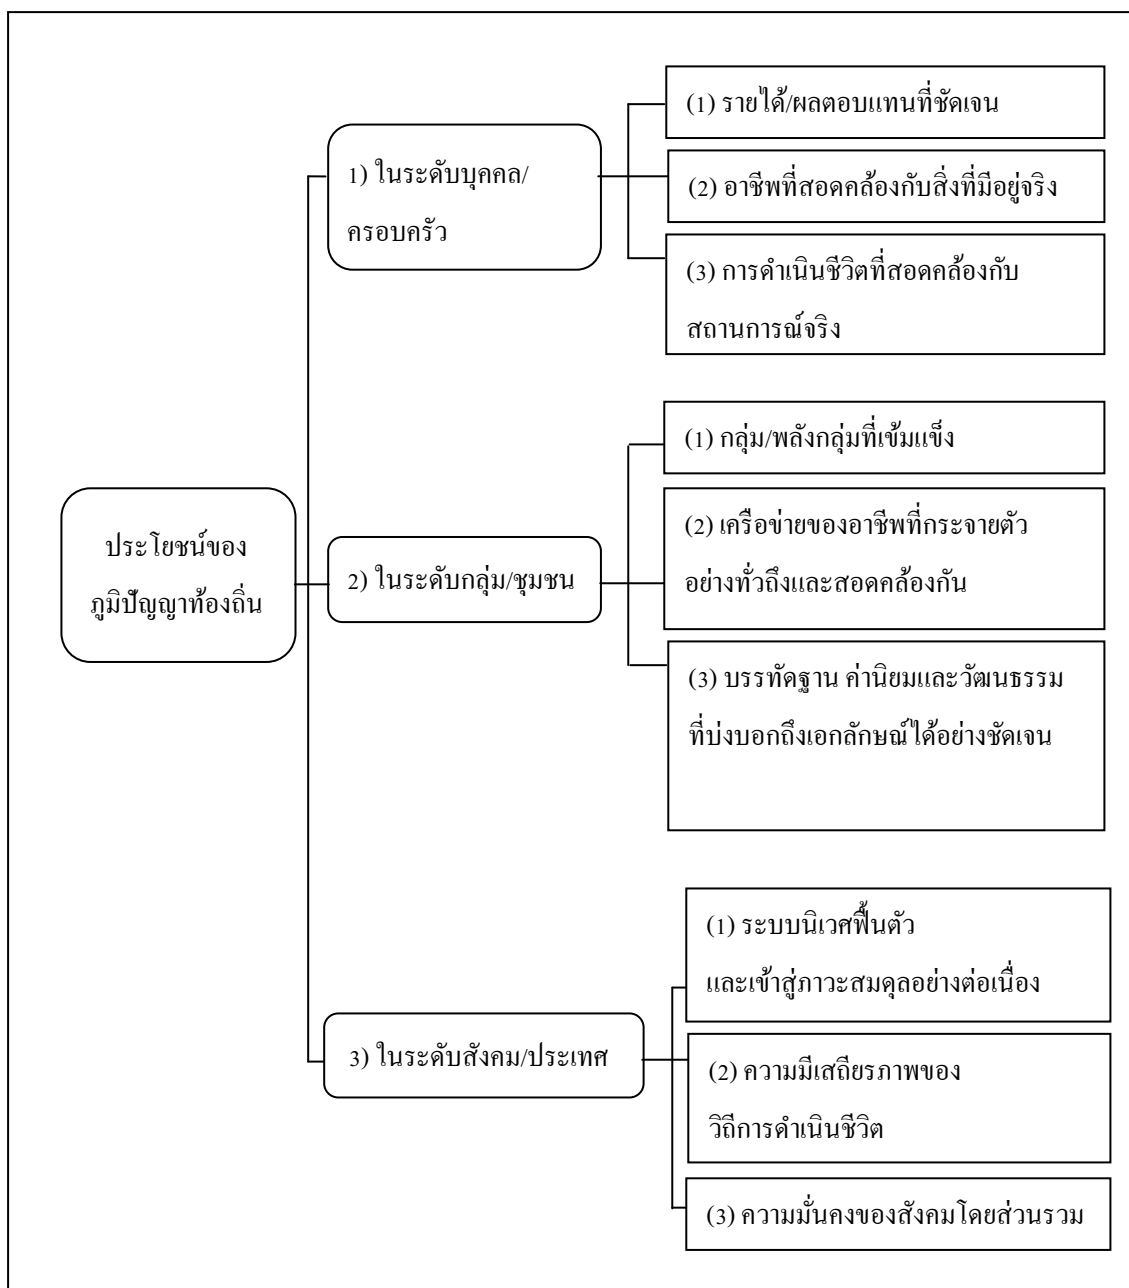 ประโยชน์ของ
ภูมิปัญญาท้องถิ่น
1) ในระดับบุคคล/
ครอบครัว
(1) รายได้/ผลตอบแทนที่ชัดเจน
(2) อาชีพที่สอดคล้องกับสิ่งที่มีอยู่จริง
(3) การดำเนินชีวิตที่สอดคล้องกับ
สถานการณ์จริง
2) ในระดับกลุ่ม/ชุมชน
(1) กลุ่ม/พลังกลุ่มที่เข้มแข็ง
(2) เครือข่ายของอาชีพที่กระจายตัว
อย่างทั่วถึงและสอดคล้องกัน
(3) บรรทัดฐาน ค่านิยมและวัฒนธรรม
ที่บ่งบอกถึงเอกลักษณ์ได้อย่างชัดเจน
3) ในระดับสังคม/ประเทศ
(1) ระบบนิเวศฟื้นตัว
และเข้าสู่ภาวะสมดุลอย่างต่อเนื่อง
(2) ความมีเสถียรภาพของ
วิถีการดำเนินชีวิต
(3) ความมั่นคงของสังคมโดยส่วนรวม